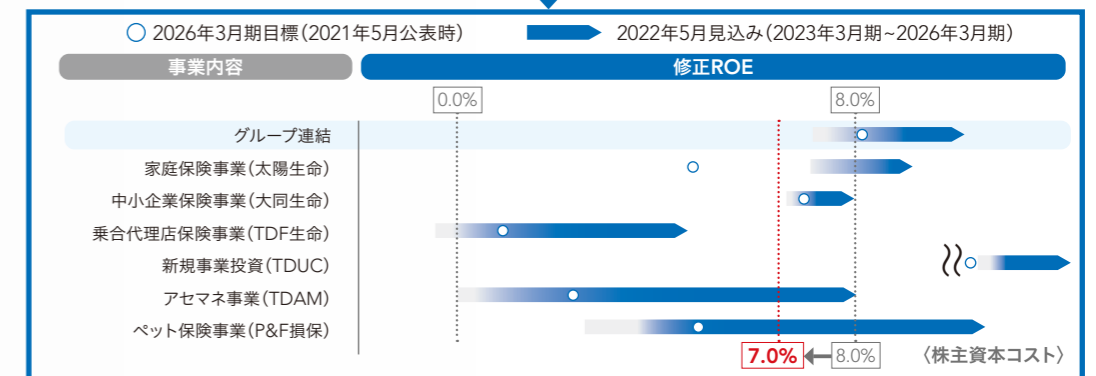 2026年3月期目標(2021年5月公表時) 2022年5月見込み(2023年3月期~2026年3月期)
事業内容 修正ROE
0.0% 8.0%
グループ連結
家庭保険事業(太陽生命)
中小企業保険事業(大同生命)
乗合代理店保険事業(TDF生命)
新規事業投資(TDUC)
アセマネ事業(TDAM)
ペット保険事業(P&F損保)
7.0% 8.0% 〈株主資本コスト〉